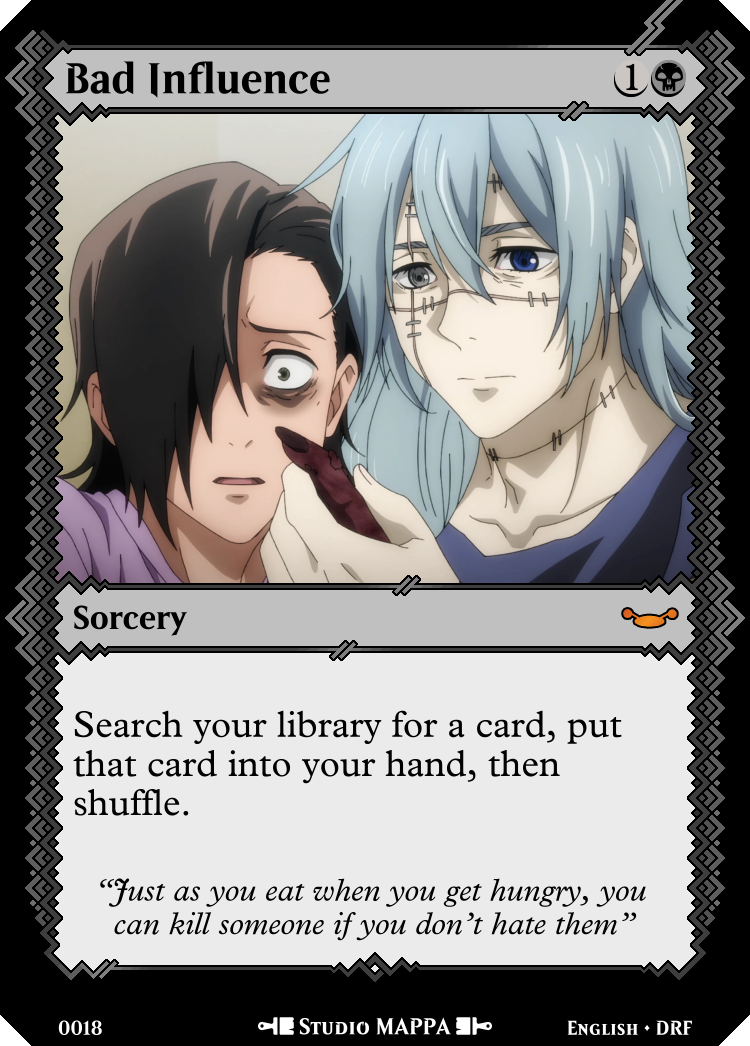 Bad Influence
1
Sorcery
Search your library for a card, put
that card into your hand, then
shuffle.
“Just as you eat when you get hungry, you
can kill someone if you don’t hate them”
0018
Studio MAPPA
English • DRF